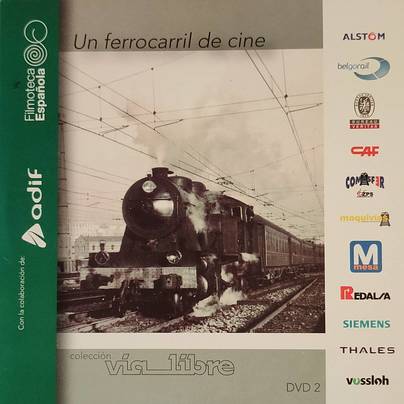 Un ferrocarril de cine
Filmoteca
Española
adif
Con la colaboración de:
ALSTOM
belgorail
BUREAU
VERITAS
CAF
COMSFER
maquivias
M
mesa
REDALSA
SIEMENS
THALES
vossloh
colección
vía libre
DVD 2